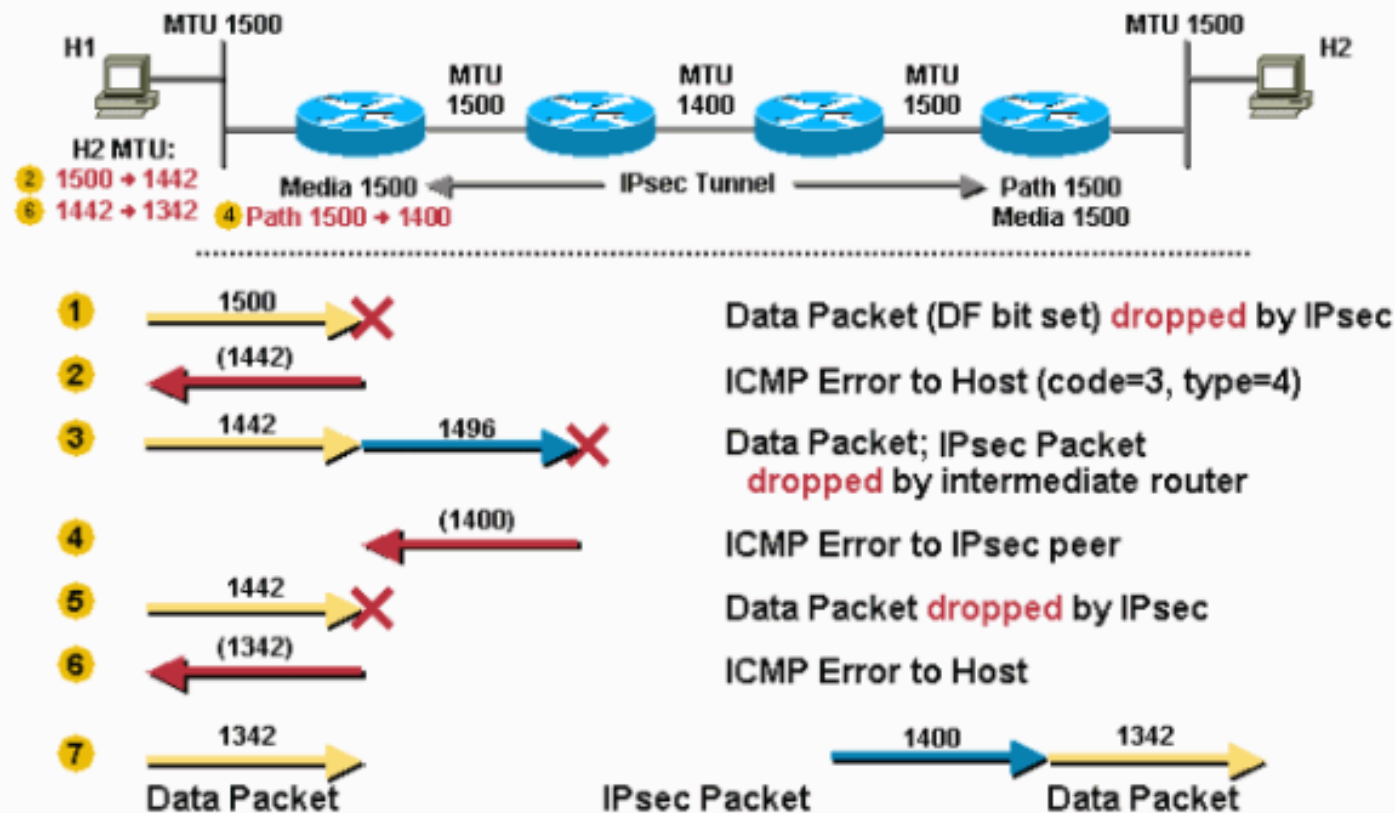 MTU 1500
MTU 1500
H1
H2
MTU
1500
MTU
1400
MTU
1500
H2 MTU:
2 1500 → 1442
6 1442 → 1342
Media 1500
IPsec Tunnel
Path 1500
4 Path 1500 → 1400
Media 1500
1 1500 Data Packet (DF bit set) dropped by IPsec
2 (1442) ICMP Error to Host (code=3, type=4)
3 1442 1496 Data Packet; IPsec Packet
dropped by intermediate router
4 (1400) ICMP Error to IPsec peer
5 1442 Data Packet dropped by IPsec
6 (1342) ICMP Error to Host
7 1342 1400 1342
Data Packet IPsec Packet Data Packet